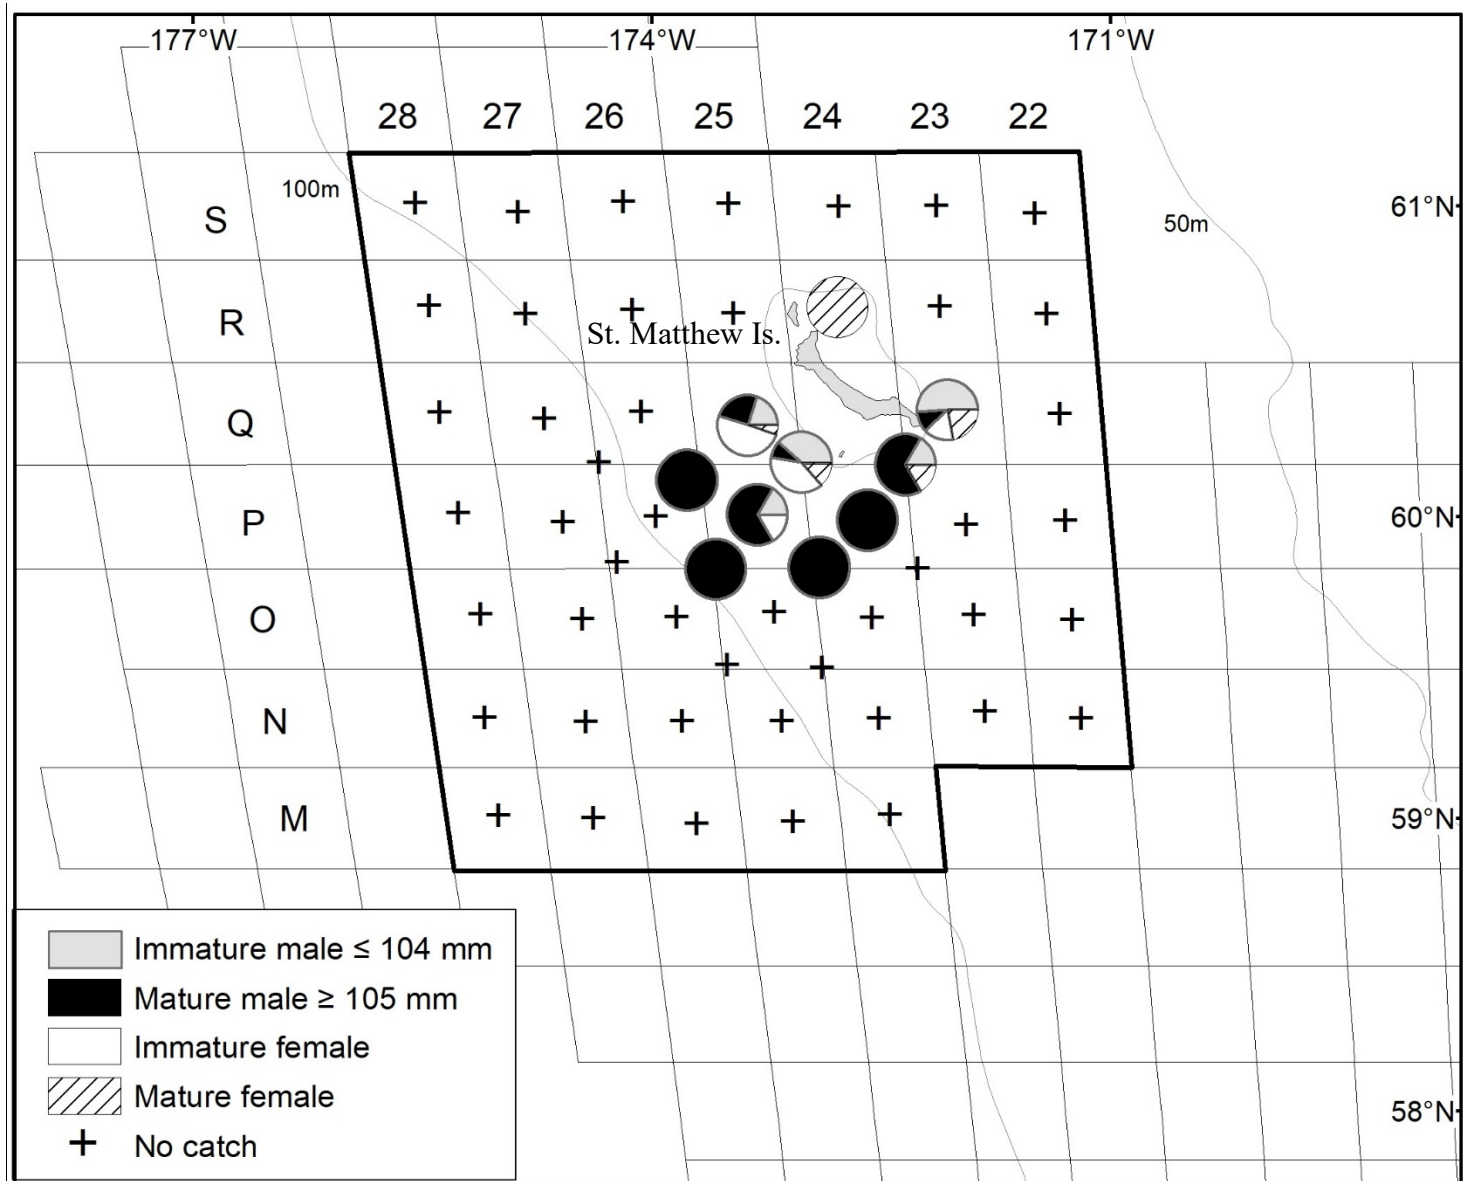 177°W 174°W 171°W
28 27 26 25 24 23 22
100m
S
61°N
50m
R
St. Matthew Is.
Q
P
60°N
O
N
M
59°N
Immature male ≤ 104 mm
Mature male ≥ 105 mm
Immature female
Mature female
58°N
+ No catch